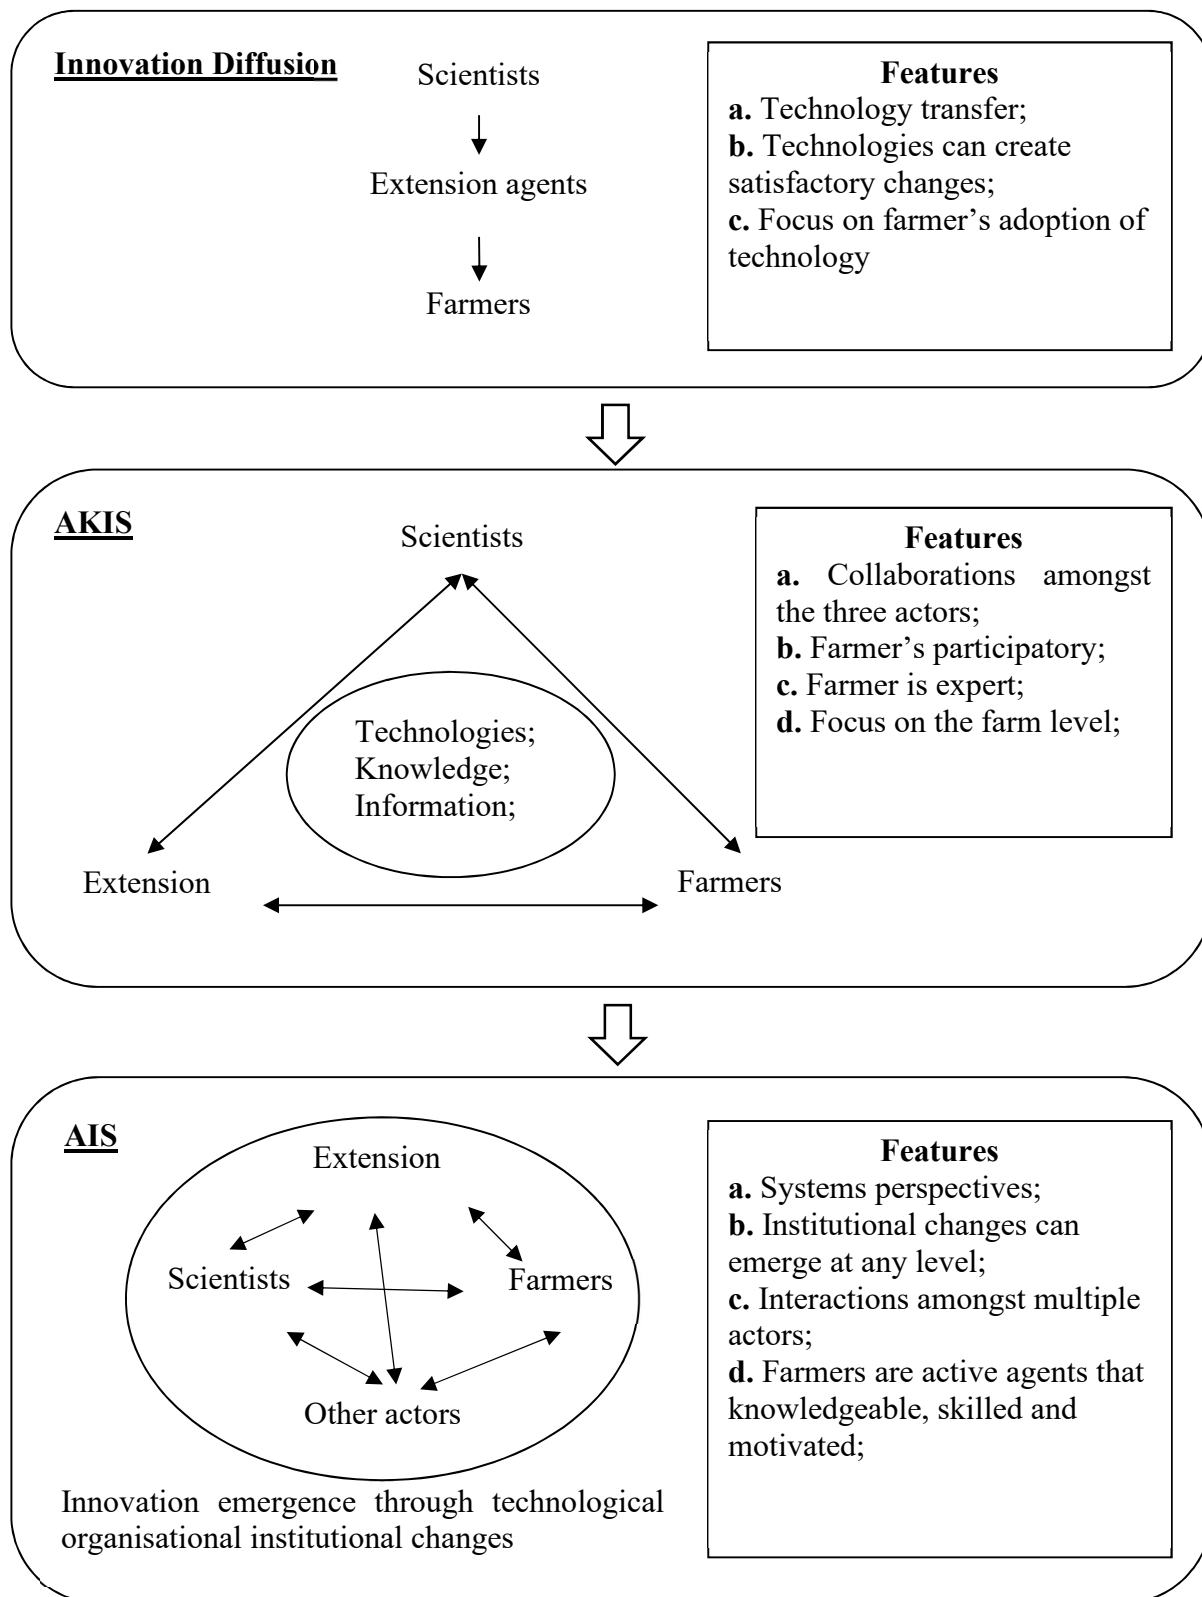 Innovation Diffusion
Scientists
Extension agents
Farmers
Features
a. Technology transfer;
b. Technologies can create
satisfactory changes;
c. Focus on farmer’s adoption of
technology
AKIS
Scientists
Technologies;
Knowledge;
Information;
Extension
Farmers
Features
a. Collaborations amongst
the three actors;
b. Farmer’s participatory;
c. Farmer is expert;
d. Focus on the farm level;
AIS
Extension
Scientists
Farmers
Other actors
Innovation emergence through technological
organisational institutional changes
Features
a. Systems perspectives;
b. Institutional changes can
emerge at any level;
c. Interactions amongst multiple
actors;
d. Farmers are active agents that
knowledgeable, skilled and
motivated;